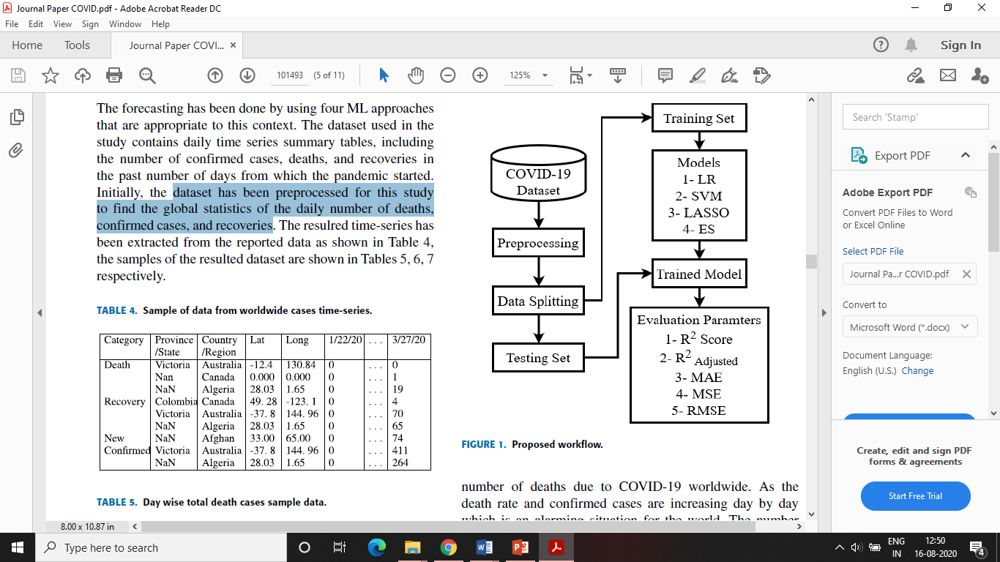 Journal Paper COVID.pdf - Adobe Acrobat Reader DC
File Edit View Sign Window Help
Home Tools Journal Paper COVI... × Sign In
101493 (5 of 11) 125%
The forecasting has been done by using four ML approaches
that are appropriate to this context. The dataset used in the
study contains daily time series summary tables, including
the number of confirmed cases, deaths, and recoveries in
the past number of days from which the pandemic started.
Initially, the dataset has been preprocessed for this study
to find the global statistics of the daily number of deaths,
confirmed cases, and recoveries. The resulred time-series has
been extracted from the reported data as shown in Table 4,
the samples of the resulted dataset are shown in Tables 5, 6, 7
respectively.
TABLE 4. Sample of data from worldwide cases time-series.
Category Province /State Country /Region Lat Long 1/22/20 . . . 3/27/20
Death Victoria Australia -12.4 130.84 0 . . . 0
Nan Canada 0.000 0.000 0 . . . 1
NaN Algeria 28.03 1.65 0 . . . 19
Recovery Colombia Canada 49. 28 -123. 1 0 . . . 4
Victoria Australia -37. 8 144. 96 0 . . . 70
NaN Algeria 28.03 1.65 0 . . . 65
New NaN Afghan 33.00 65.00 0 . . . 74
Confirmed Victoria Australia -37. 8 144. 96 0 . . . 411
NaN Algeria 28.03 1.65 0 . . . 264
TABLE 5. Day wise total death cases sample data.
COVID-19
Dataset
Preprocessing
Data Splitting
Testing Set
Training Set
Models
1- LR
2- SVM
3- LASSO
4- ES
Trained Model
Evaluation Paramters
1- R2 Score
2- R2 Adjusted
3- MAE
4- MSE
5- RMSE
FIGURE 1. Proposed workflow.
number of deaths due to COVID-19 worldwide. As the
death rate and confirmed cases are increasing day by day
which is an alarming situation for the world. The number
Search 'Stamp'
Export PDF
Adobe Export PDF
Convert PDF Files to Word
or Excel Online
Select PDF File
Journal Pa...r COVID.pdf
Convert to
Microsoft Word (*.docx)
Document Language:
English (U.S.) Change
Create, edit and sign PDF
forms & agreements
Start Free Trial
8.00 x 10.87 in
Type here to search
ENG
IN
12:50
16-08-2020
4